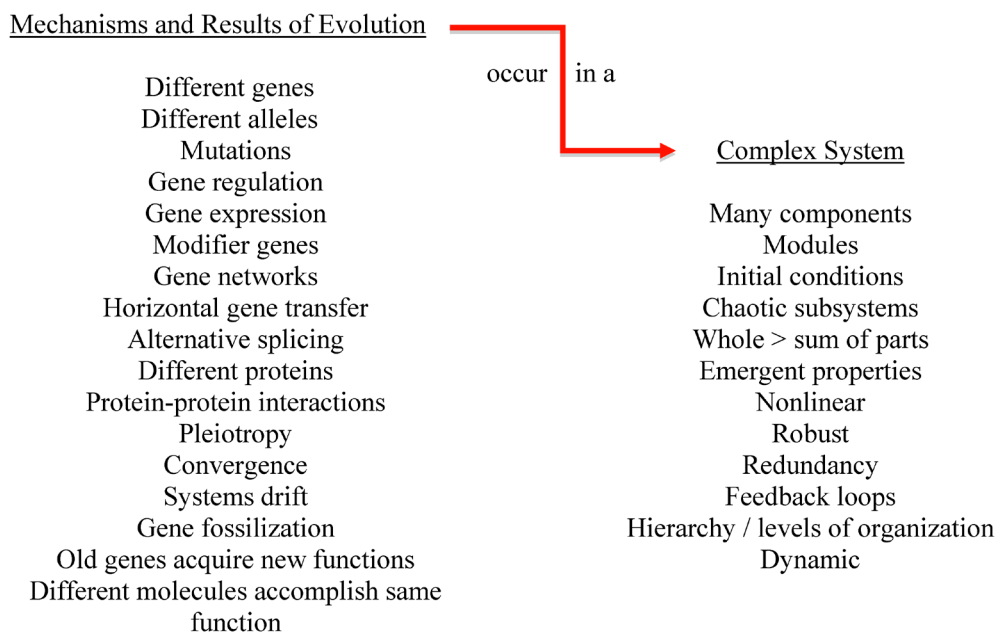 Mechanisms and Results of Evolution
occur in a
Different genes
Different alleles
Mutations
Gene regulation
Gene expression
Modifier genes
Gene networks
Horizontal gene transfer
Alternative splicing
Different proteins
Protein-protein interactions
Pleiotropy
Convergence
Systems drift
Gene fossilization
Old genes acquire new functions
Different molecules accomplish same
function
Complex System
Many components
Modules
Initial conditions
Chaotic subsystems
Whole > sum of parts
Emergent properties
Nonlinear
Robust
Redundancy
Feedback loops
Hierarchy / levels of organization
Dynamic